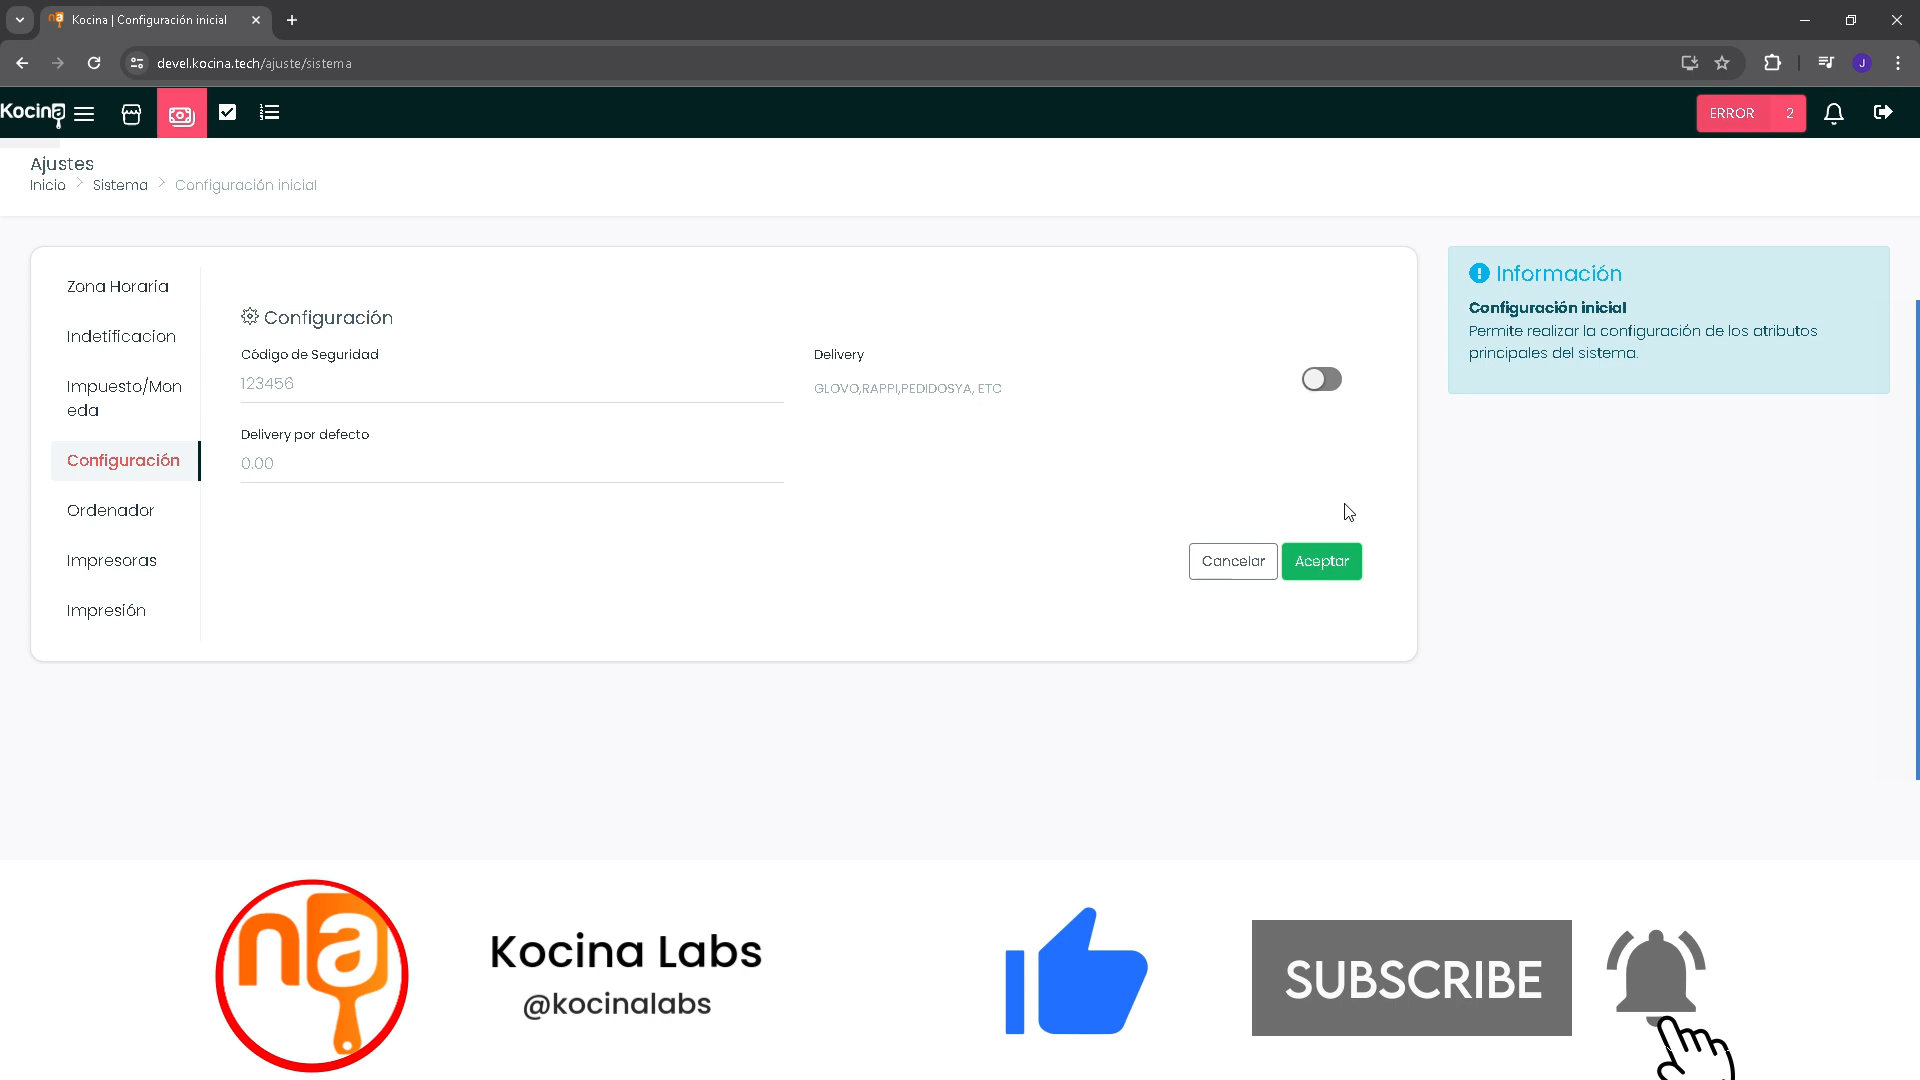 Kocina | Configuración inicial
devel.kocina.tech/ajuste/sistema
J
Kocina
ERROR 2
Ajustes
Inicio
Sistema
Configuración inicial
Zona Horaria
Indetificacion
Impuesto/Mon
eda
Configuración
Ordenador
Impresoras
Impresión
Configuración
Código de Seguridad
123456
Delivery
GLOVO,RAPPI,PEDIDOSYA, ETC
Delivery por defecto
0.00
Cancelar
Aceptar
Información
Configuración inicial
Permite realizar la configuración de los atributos
principales del sistema.
na
Kocina Labs
@kocinalabs
SUBSCRIBE